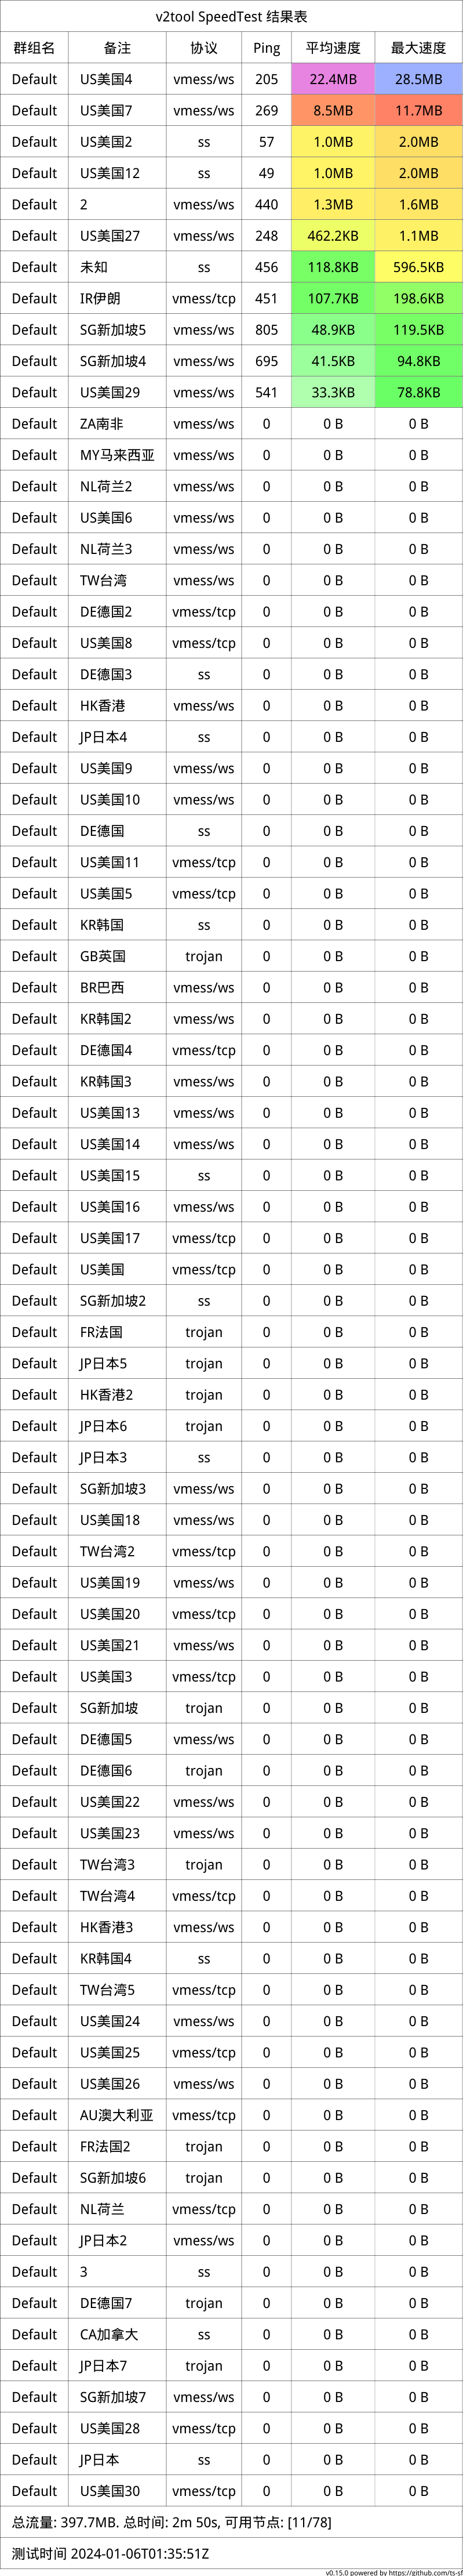 v2tool SpeedTest 结果表
群组名 备注 协议 Ping 平均速度 最大速度
Default US美国4 vmess/ws 205 22.4MB 28.5MB
Default US美国7 vmess/ws 269 8.5MB 11.7MB
Default US美国2 ss 57 1.0MB 2.0MB
Default US美国12 ss 49 1.0MB 2.0MB
Default 2 vmess/ws 440 1.3MB 1.6MB
Default US美国27 vmess/ws 248 462.2KB 1.1MB
Default 未知 ss 456 118.8KB 596.5KB
Default IR伊朗 vmess/tcp 451 107.7KB 198.6KB
Default SG新加坡5 vmess/ws 805 48.9KB 119.5KB
Default SG新加坡4 vmess/ws 695 41.5KB 94.8KB
Default US美国29 vmess/ws 541 33.3KB 78.8KB
Default ZA南非 vmess/ws 0 0 B 0 B
Default MY马来西亚 vmess/ws 0 0 B 0 B
Default NL荷兰2 vmess/ws 0 0 B 0 B
Default US美国6 vmess/ws 0 0 B 0 B
Default NL荷兰3 vmess/ws 0 0 B 0 B
Default TW台湾 vmess/ws 0 0 B 0 B
Default DE德国2 vmess/tcp 0 0 B 0 B
Default US美国8 vmess/tcp 0 0 B 0 B
Default DE德国3 ss 0 0 B 0 B
Default HK香港 vmess/ws 0 0 B 0 B
Default JP日本4 ss 0 0 B 0 B
Default US美国9 vmess/ws 0 0 B 0 B
Default US美国10 vmess/ws 0 0 B 0 B
Default DE德国 ss 0 0 B 0 B
Default US美国11 vmess/tcp 0 0 B 0 B
Default US美国5 vmess/tcp 0 0 B 0 B
Default KR韩国 ss 0 0 B 0 B
Default GB英国 trojan 0 0 B 0 B
Default BR巴西 vmess/ws 0 0 B 0 B
Default KR韩国2 vmess/ws 0 0 B 0 B
Default DE德国4 vmess/tcp 0 0 B 0 B
Default KR韩国3 vmess/ws 0 0 B 0 B
Default US美国13 vmess/ws 0 0 B 0 B
Default US美国14 vmess/ws 0 0 B 0 B
Default US美国15 ss 0 0 B 0 B
Default US美国16 vmess/ws 0 0 B 0 B
Default US美国17 vmess/tcp 0 0 B 0 B
Default US美国 vmess/tcp 0 0 B 0 B
Default SG新加坡2 ss 0 0 B 0 B
Default FR法国 trojan 0 0 B 0 B
Default JP日本5 trojan 0 0 B 0 B
Default HK香港2 trojan 0 0 B 0 B
Default JP日本6 trojan 0 0 B 0 B
Default JP日本3 ss 0 0 B 0 B
Default SG新加坡3 vmess/ws 0 0 B 0 B
Default US美国18 vmess/ws 0 0 B 0 B
Default TW台湾2 vmess/tcp 0 0 B 0 B
Default US美国19 vmess/ws 0 0 B 0 B
Default US美国20 vmess/tcp 0 0 B 0 B
Default US美国21 vmess/ws 0 0 B 0 B
Default US美国3 vmess/tcp 0 0 B 0 B
Default SG新加坡 trojan 0 0 B 0 B
Default DE德国5 vmess/ws 0 0 B 0 B
Default DE德国6 trojan 0 0 B 0 B
Default US美国22 vmess/ws 0 0 B 0 B
Default US美国23 vmess/ws 0 0 B 0 B
Default TW台湾3 trojan 0 0 B 0 B
Default TW台湾4 vmess/tcp 0 0 B 0 B
Default HK香港3 vmess/ws 0 0 B 0 B
Default KR韩国4 ss 0 0 B 0 B
Default TW台湾5 vmess/tcp 0 0 B 0 B
Default US美国24 vmess/ws 0 0 B 0 B
Default US美国25 vmess/tcp 0 0 B 0 B
Default US美国26 vmess/ws 0 0 B 0 B
Default AU澳大利亚 vmess/tcp 0 0 B 0 B
Default FR法国2 trojan 0 0 B 0 B
Default SG新加坡6 trojan 0 0 B 0 B
Default NL荷兰 vmess/tcp 0 0 B 0 B
Default JP日本2 vmess/ws 0 0 B 0 B
Default 3 ss 0 0 B 0 B
Default DE德国7 trojan 0 0 B 0 B
Default CA加拿大 ss 0 0 B 0 B
Default JP日本7 trojan 0 0 B 0 B
Default SG新加坡7 vmess/ws 0 0 B 0 B
Default US美国28 vmess/tcp 0 0 B 0 B
Default JP日本 ss 0 0 B 0 B
Default US美国30 vmess/tcp 0 0 B 0 B
总流量: 397.7MB. 总时间: 2m 50s, 可用节点: [11/78]
测试时间 2024-01-06T01:35:51Z
v0.15.0 powered by https://github.com/ts-sf